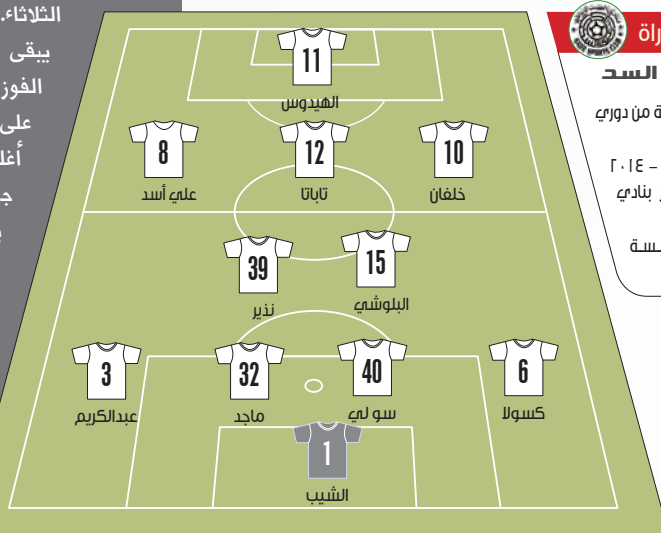 الثلاثاء.
يبقى
الفوز
على
السد
٢٠١٤ –
11
الهيدوس
8
علي أسد
12
تاباتا
10
خلفان
39
نذير
15
البلوشي
3
عبدالكريم
32
ماجد
40
سو لي
6
كسولا
1
الشيب
ة من دوري
بنادي